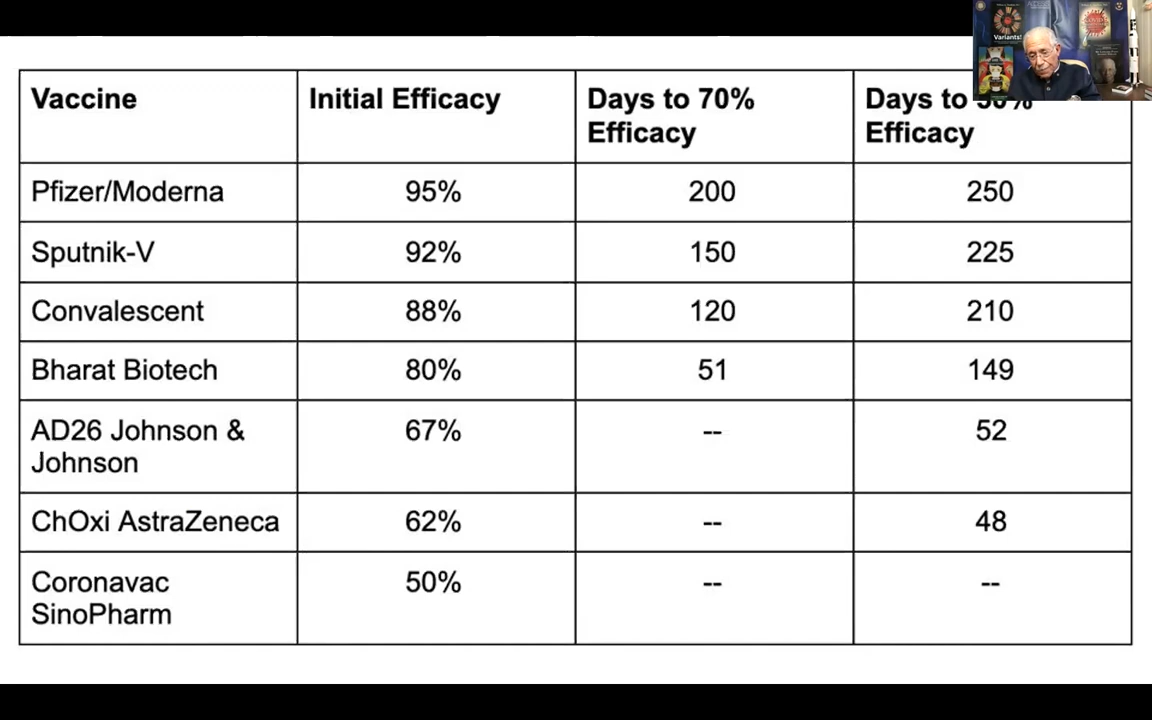 Variants!
Vaccine
Initial Efficacy
Days to 70%
Efficacy
Days to 50%
Efficacy
Pfizer/Moderna
95%
200
250
Sputnik-V
92%
150
225
Convalescent
88%
120
210
Bharat Biotech
80%
51
149
AD26 Johnson &
Johnson
67%
--
52
ChOxi AstraZeneca
62%
--
48
Coronavac
SinoPharm
50%
--
--